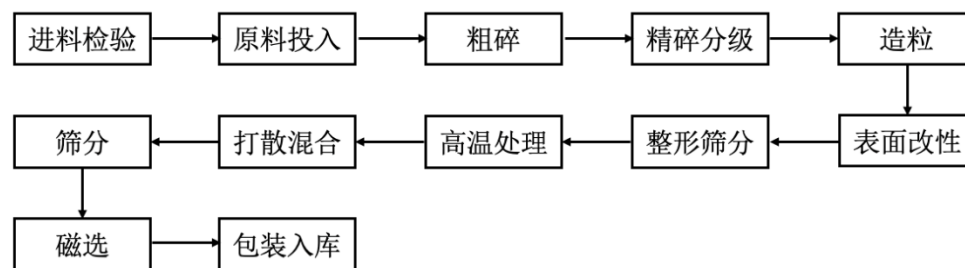 进料检验
原料投入
粗碎
精碎分级
造粒
表面改性
整形筛分
高温处理
打散混合
筛分
磁选
包装入库